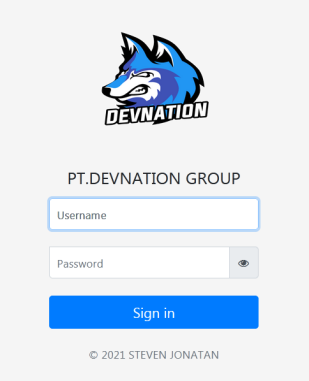 DEVNATION
PT.DEVNATION GROUP
Username
Password
Sign in
© 2021 STEVEN JONATAN